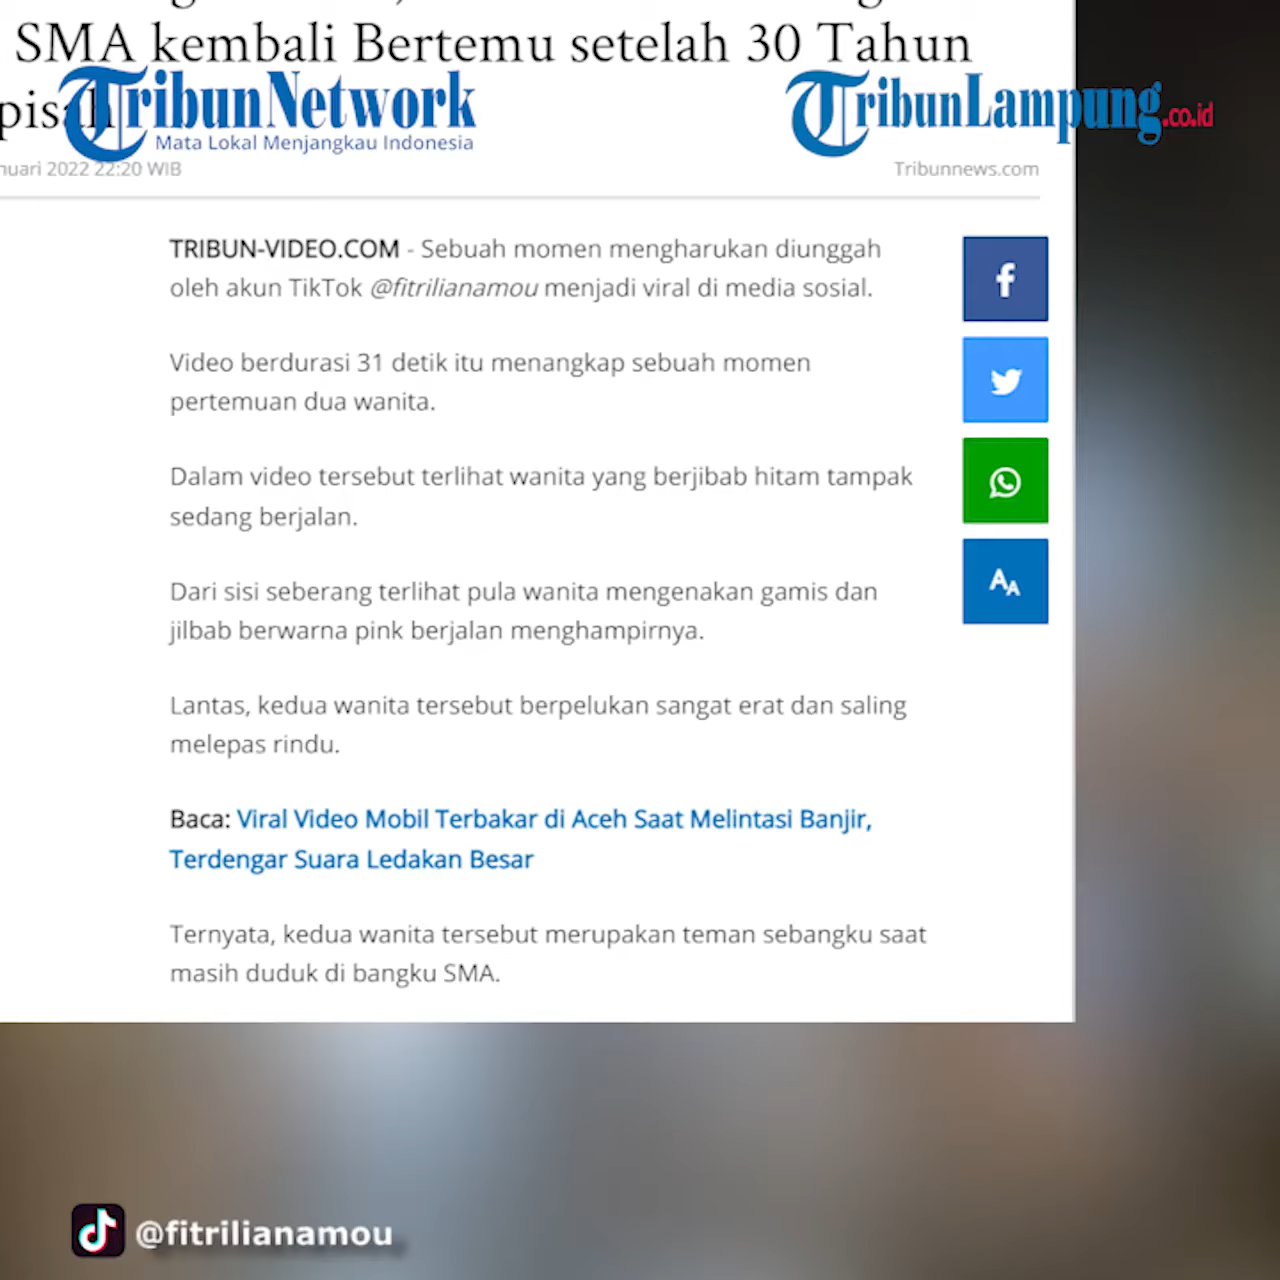 SMA kembali Bertemu setelah 30 Tahun
TribunNetwork
Mata Lokal Menjangkau Indonesia
TribunLampung.co.id
2022 22:20 WIB
Tribunnews.com
TRIBUN-VIDEO.COM - Sebuah momen mengharukan diunggah
oleh akun TikTok @fitrilianamou menjadi viral di media sosial.
Video berdurasi 31 detik itu menangkap sebuah momen
pertemuan dua wanita.
Dalam video tersebut terlihat wanita yang berjibab hitam tampak
sedang berjalan.
Dari sisi seberang terlihat pula wanita mengenakan gamis dan
jilbab berwarna pink berjalan menghampirnya.
Lantas, kedua wanita tersebut berpelukan sangat erat dan saling
melepas rindu.
Baca: Viral Video Mobil Terbakar di Aceh Saat Melintasi Banjir,
Terdengar Suara Ledakan Besar
Ternyata, kedua wanita tersebut merupakan teman sebangku saat
masih duduk di bangku SMA.
@fitrilianamou